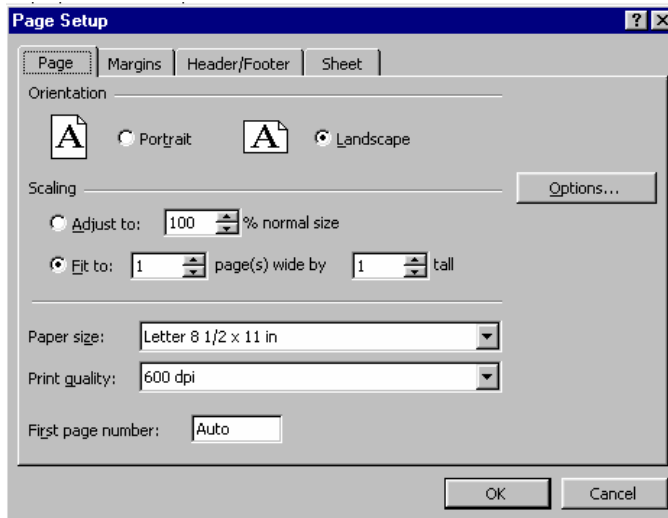 Page Setup
Page Margins Header/Footer Sheet
Orientation
A Portrait A Landscape
Scaling
Options...
Adjust to: 100 % normal size
Fit to: 1 page(s) wide by 1 tall
Paper size: Letter 8 1/2 x 11 in
Print quality: 600 dpi
First page number: Auto
OK Cancel